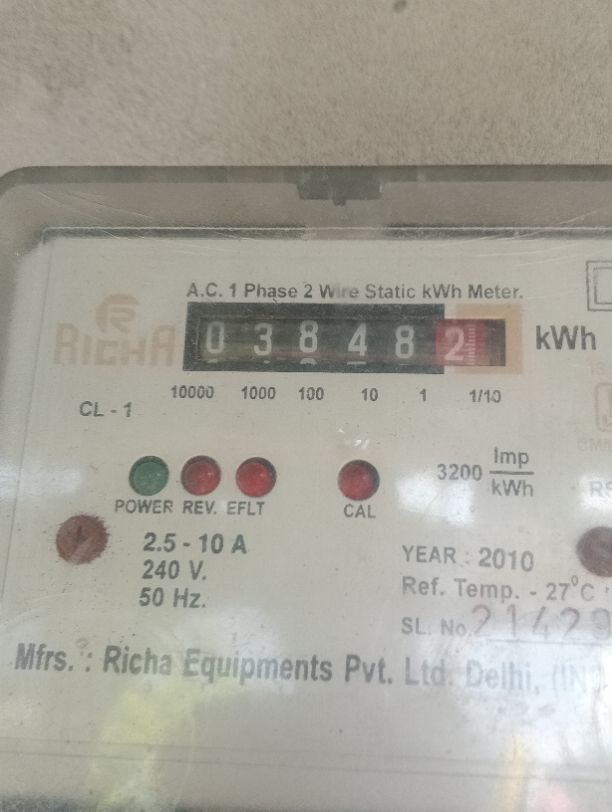 A.C. 1 Phase 2 Wire Static kWh Meter.
RICHA
0 3 8 4 8 2 kWh
10000 1000 100 10 1 1/10
CL - 1
3200 Imp
kWh
POWER REV. EFLT CAL
2.5 - 10 A
240 V.
50 Hz.
YEAR : 2010
Ref. Temp. - 27°C
SL. No. 21429
Mfrs. : Richa Equipments Pvt. Ltd. Delhi, (IN